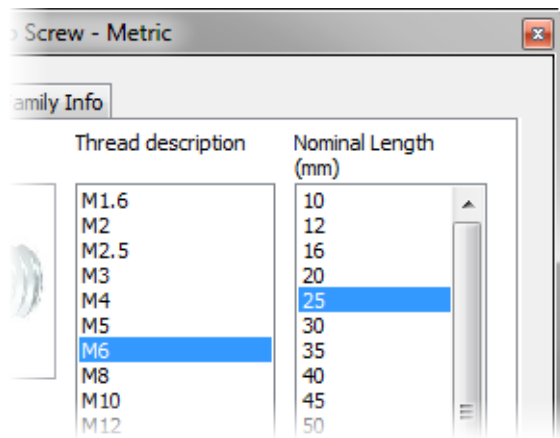 Screw - Metric
Family Info
Thread description
Nominal Length
(mm)
M1.6
M2
M2.5
M3
M4
M5
M6
M8
M10
M12
10
12
16
20
25
30
35
40
45
50